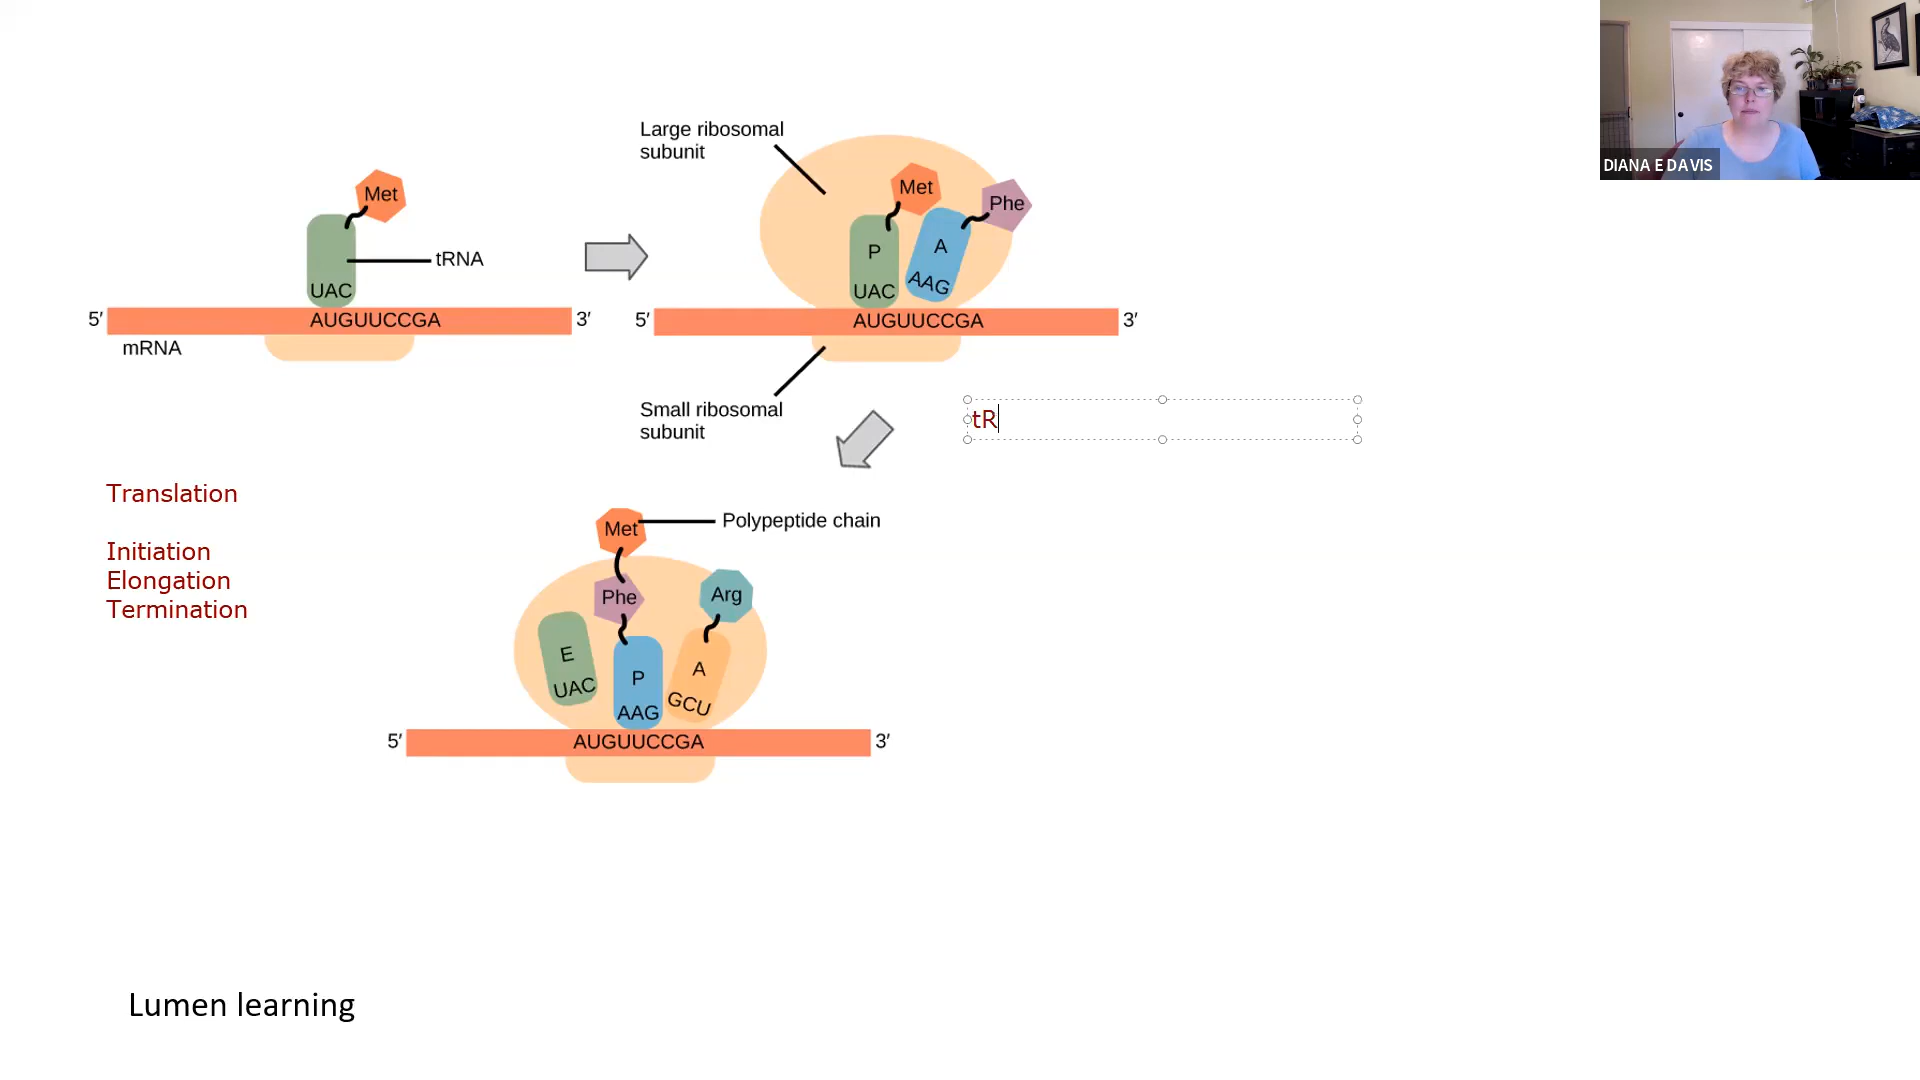 DIANA E DAVIS
Large ribosomal
subunit
Met
tRNA
UAC
5′ AUGUUCCGA 3′
mRNA
Met
Phe
P
A
UAC
AAG
5′ AUGUUCCGA 3′
Small ribosomal
subunit
tR
Translation
Initiation
Elongation
Termination
Met
Polypeptide chain
Phe
Arg
E
P
A
UAC
AAG
GCU
5′ AUGUUCCGA 3′
Lumen learning